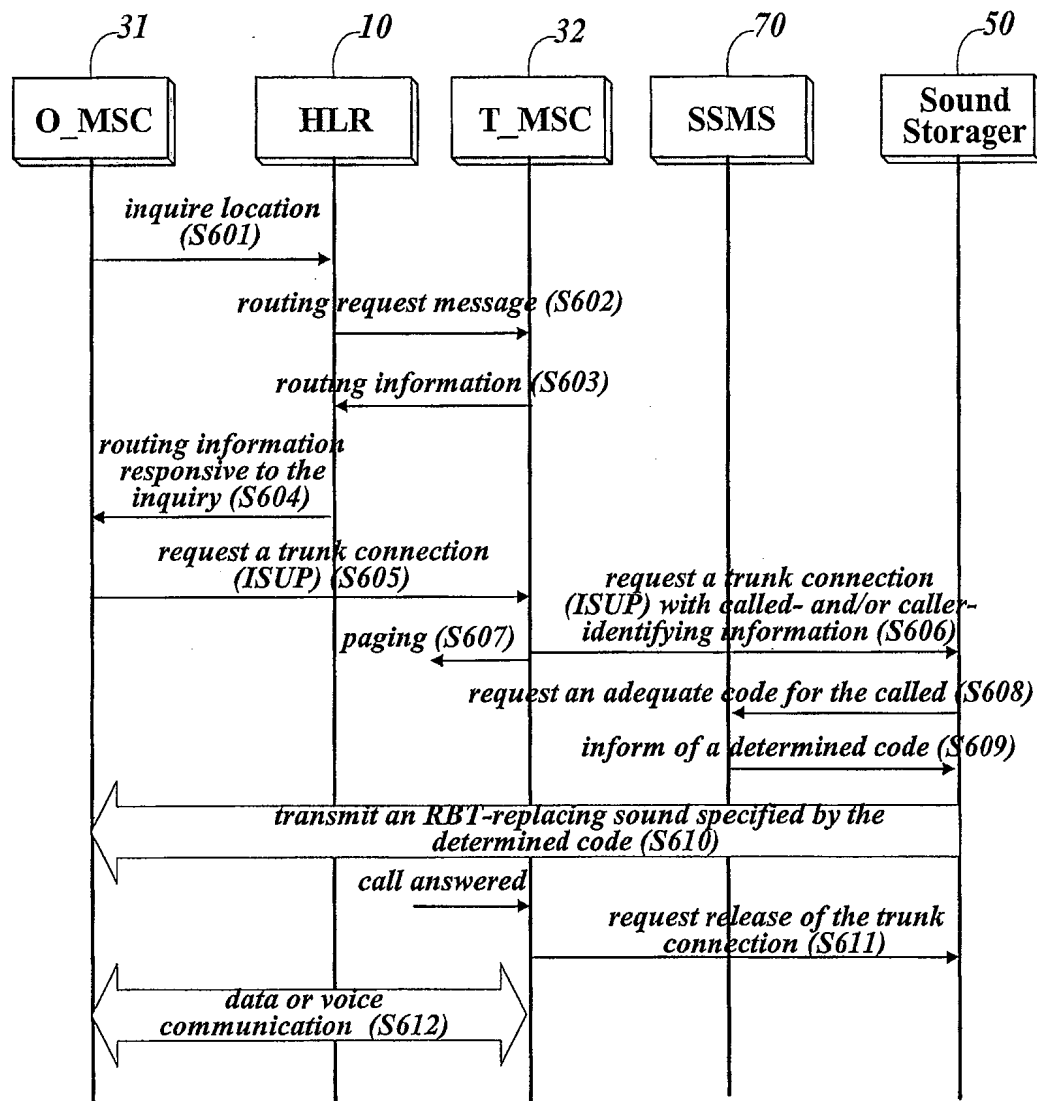 31
10
32
70
50
O_MSC
HLR
T_MSC
SSMS
Sound
Storager
inquire location
(S601)
routing request message (S602)
routing information (S603)
routing information
responsive to the
inquiry (S604)
request a trunk connection
(ISUP) (S605)
request a trunk connection
(ISUP) with called- and/or caller-
identifying information (S606)
paging (S607)
request an adequate code for the called (S608)
inform of a determined code (S609)
transmit an RBT-replacing sound specified by the
determined code (S610)
call answered
request release of the trunk
connection (S611)
data or voice
communication (S612)